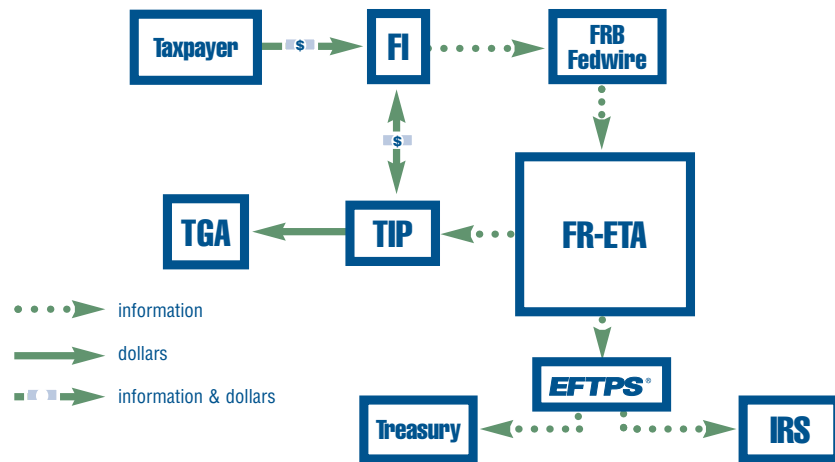 Taxpayer
$
FI
FRB
Fedwire
$
TGA
TIP
FR-ETA
information
dollars
information & dollars
EFTPS®
Treasury
IRS